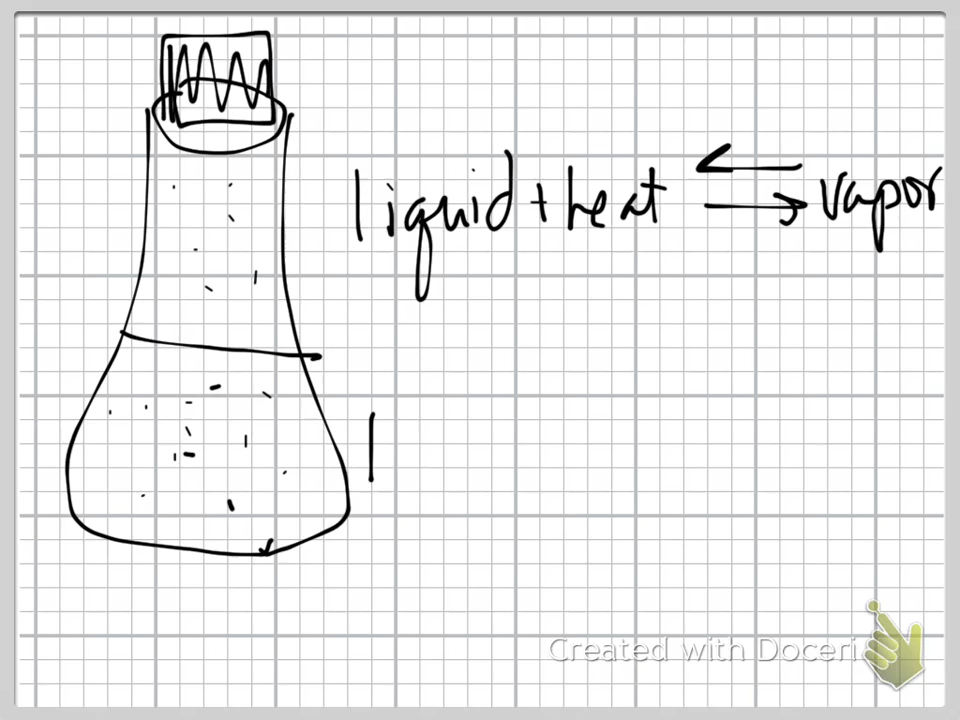 liquid + heat ⇄ vapor
l
Created with Doceri